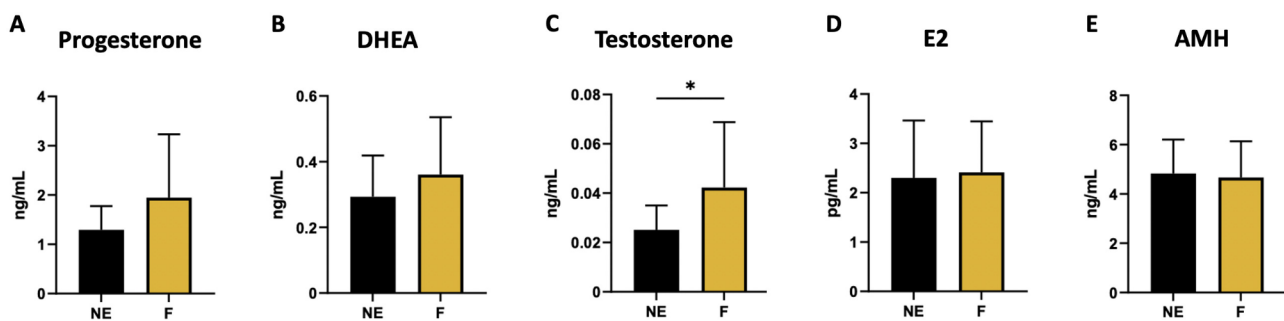 A Progesterone
ng/mL
4
3
2
1
0
NE F
B DHEA
ng/mL
0.6
0.4
0.2
0.0
NE F
C Testosterone
ng/mL
0.08
0.06
0.04
0.02
0.00
*
NE F
D E2
pg/mL
4
3
2
1
0
NE F
E AMH
ng/mL
8
6
4
2
0
NE F